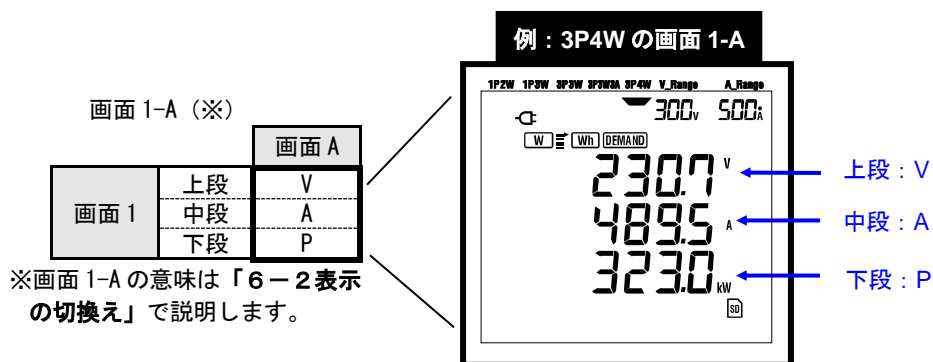 例：3P4W の画面 1-A
1P2W 1P3W 3P3W 3P3W3A 3P4W V_Range A_Range
300V 500A
W Wh DEMAND
230.7 V
489.5 A
323.0 kW
SD
上段：V
中段：A
下段：P
画面 1-A（※）
画面 A
画面 1
上段 V
中段 A
下段 P
※画面 1-A の意味は「６－２表示
の切換え」で説明します。